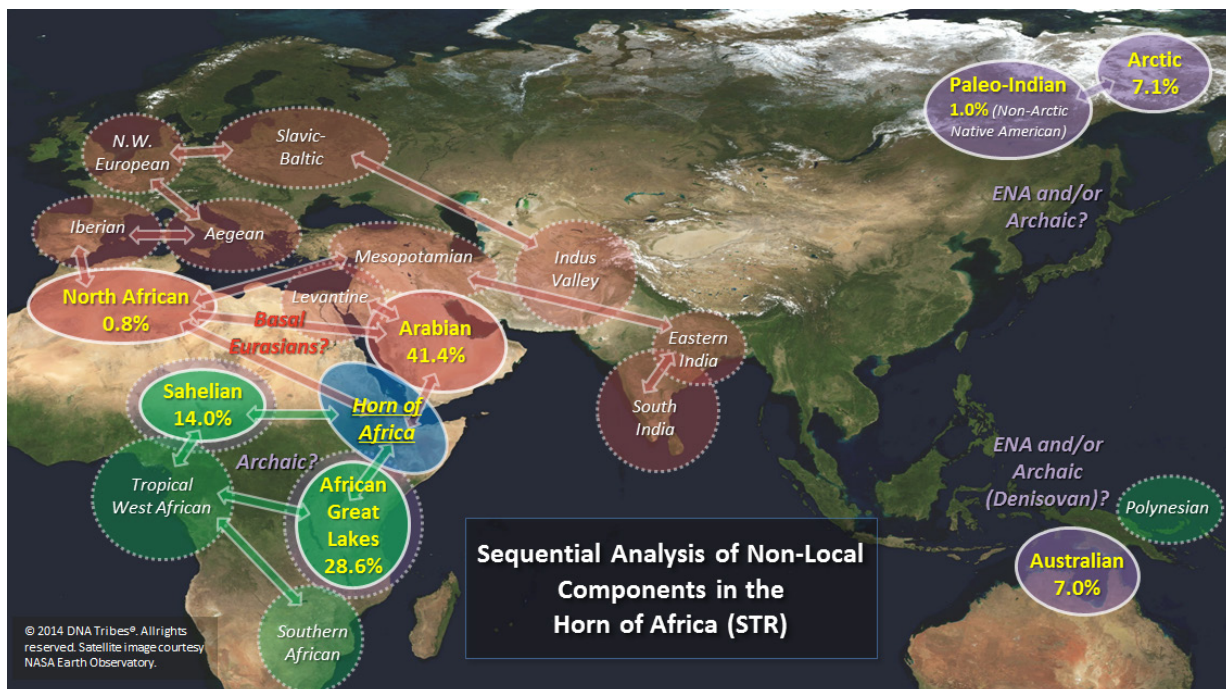 Arctic
7.1%
Paleo-Indian
1.0% (Non-Arctic
Native American)
N.W.
European
Slavic-
Baltic
ENA and/or
Archaic?
Iberian
Aegean
Mesopotamian
Indus
Valley
North African
0.8%
Levantine
Basal
Eurasians?
Arabian
41.4%
Eastern
India
Sahelian
14.0%
Horn of
Africa
South
India
Archaic?
ENA and/or
Archaic
(Denisovan)?
Tropical
West African
African
Great
Lakes
28.6%
Polynesian
Sequential Analysis of Non-Local
Components in the
Horn of Africa (STR)
Australian
7.0%
Southern
African
© 2014 DNA Tribes®. All rights
reserved. Satellite image courtesy
NASA Earth Observatory.